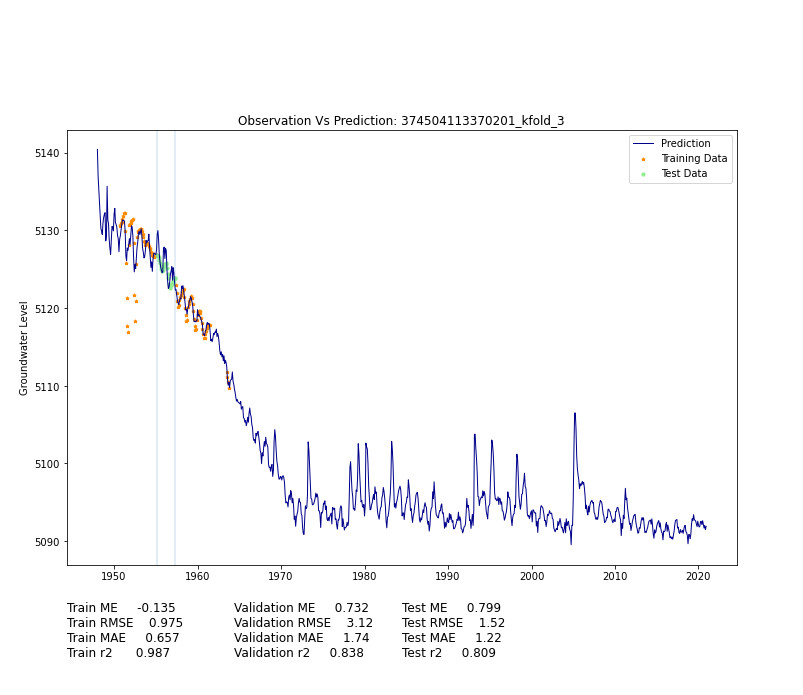 Observation Vs Prediction: 374504113370201_kfold_3
Prediction
Training Data
Test Data
Groundwater Level
5140
5130
5120
5110
5100
5090
1950 1960 1970 1980 1990 2000 2010 2020
Train ME -0.135 Validation ME 0.732 Test ME 0.799
Train RMSE 0.975 Validation RMSE 3.12 Test RMSE 1.52
Train MAE 0.657 Validation MAE 1.74 Test MAE 1.22
Train r2 0.987 Validation r2 0.838 Test r2 0.809